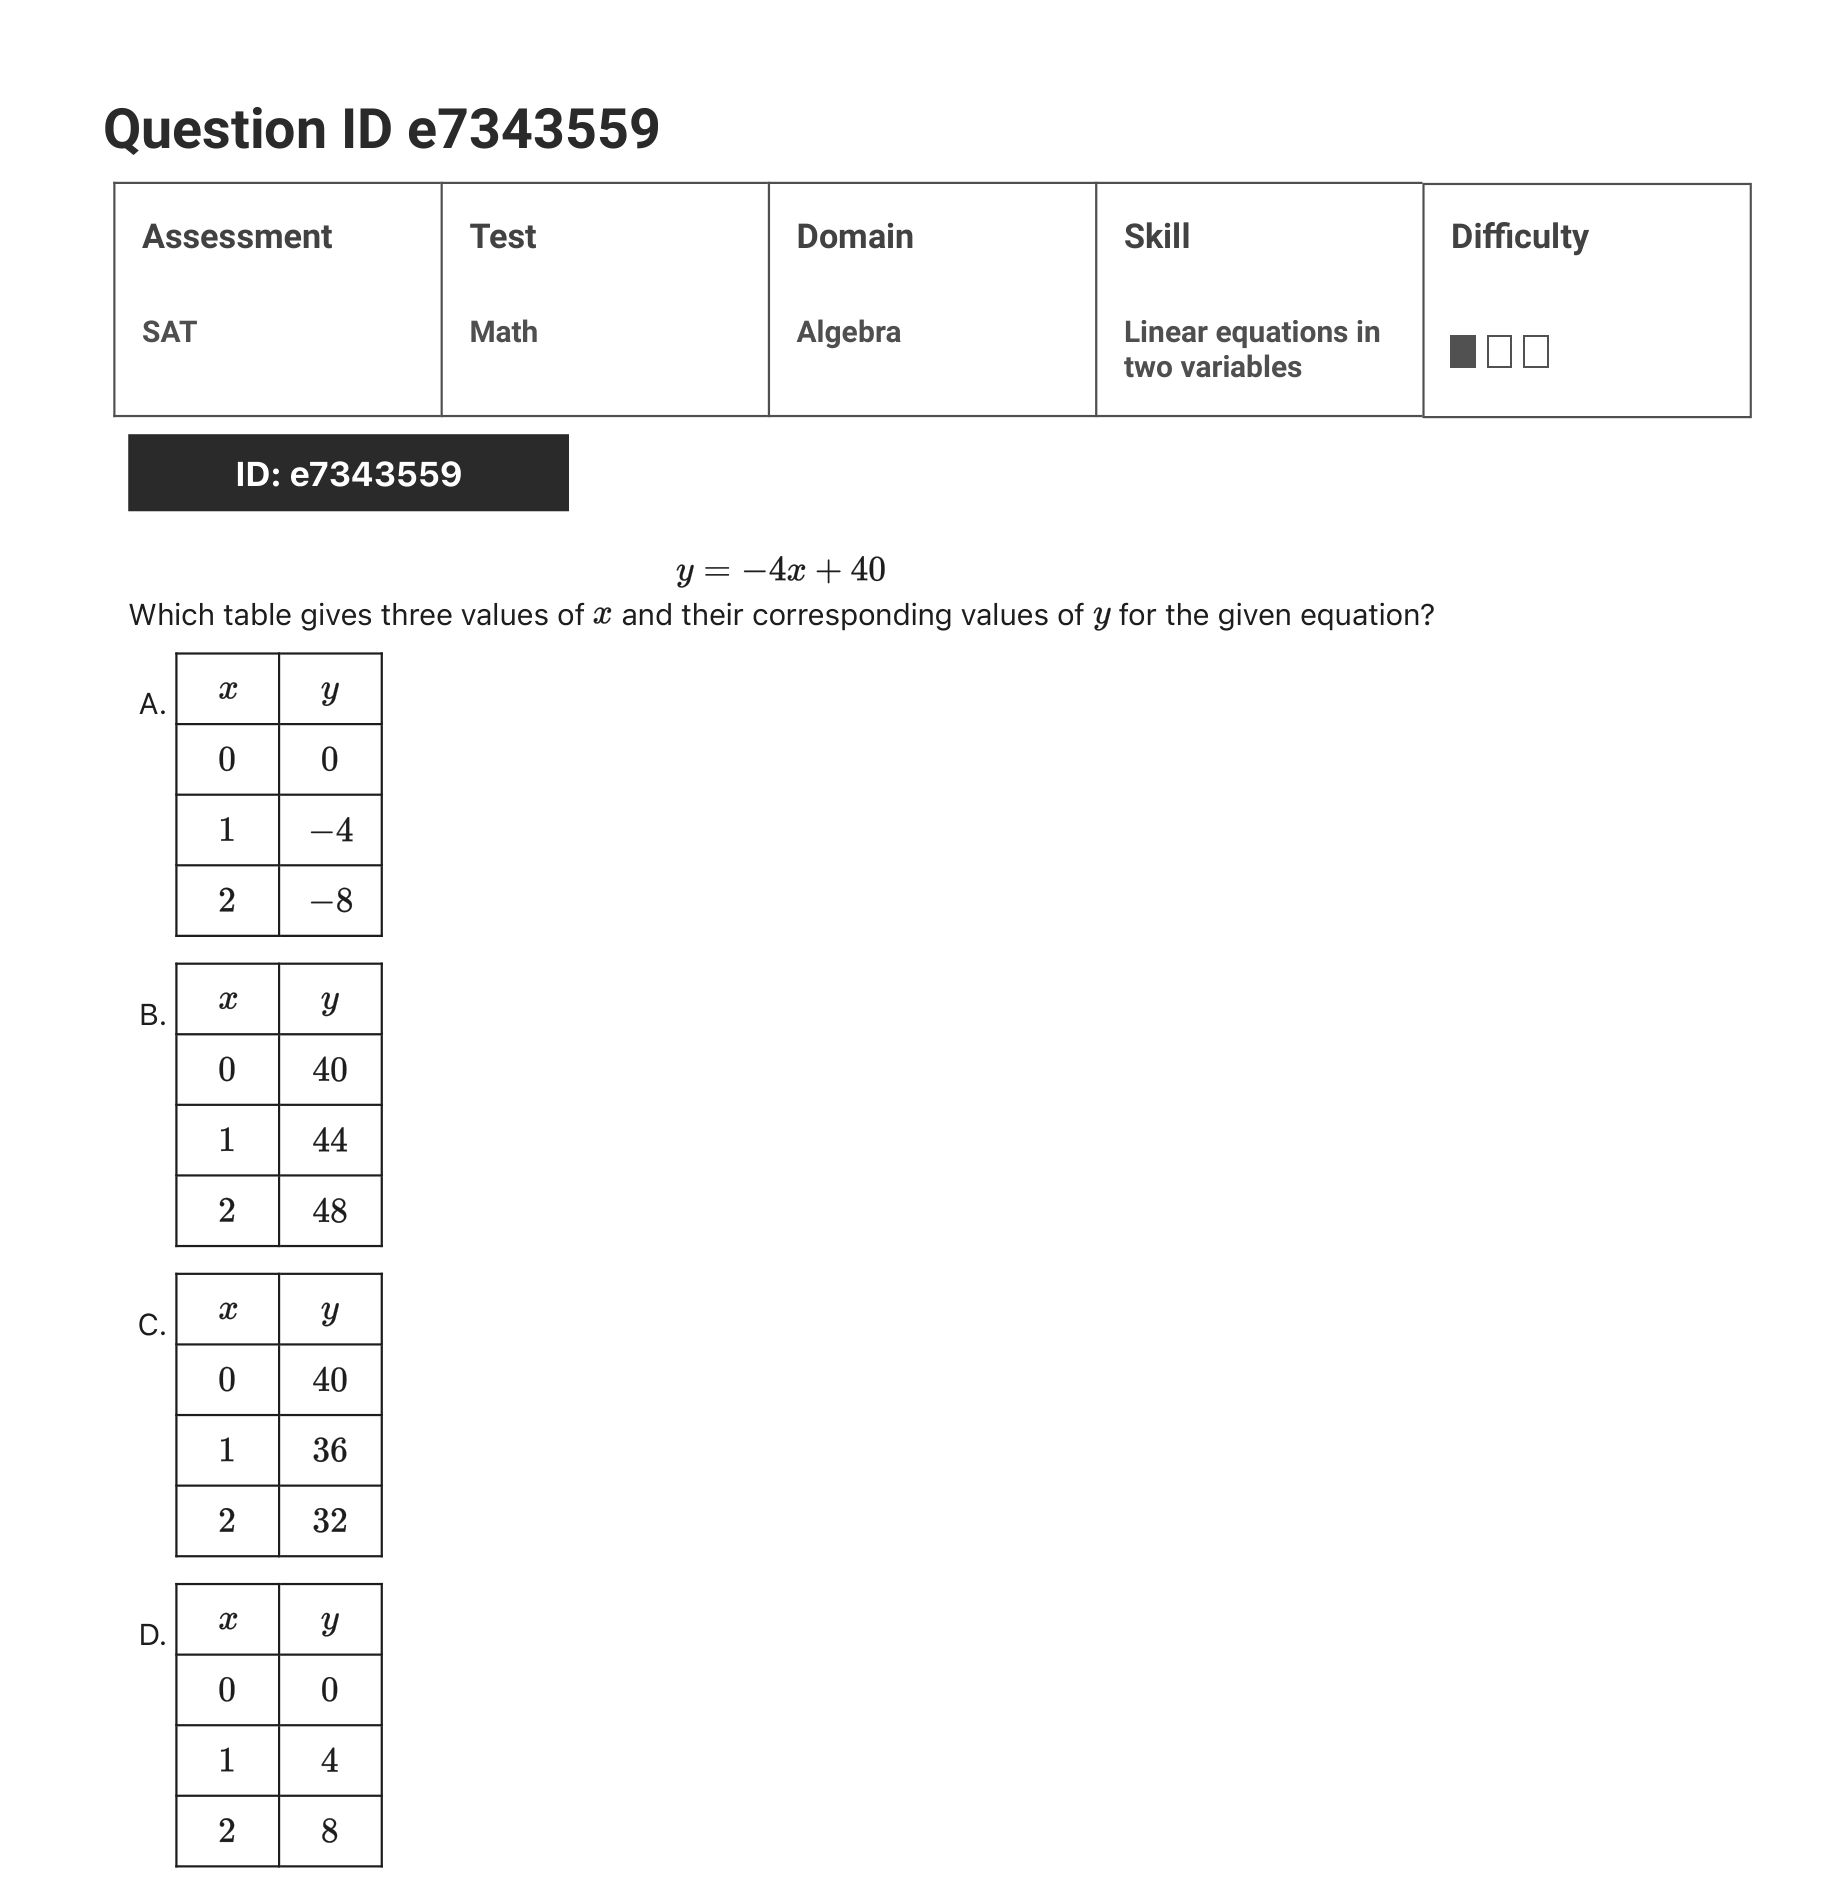 Question ID e7343559
Assessment Test Domain Skill Difficulty
SAT Math Algebra Linear equations in
two variables
ID: e7343559
y = −4x + 40
Which table gives three values of x and their corresponding values of y for the given equation?
A.
x y
0 0
1 −4
2 −8
B.
x y
0 40
1 44
2 48
C.
x y
0 40
1 36
2 32
D.
x y
0 0
1 4
2 8